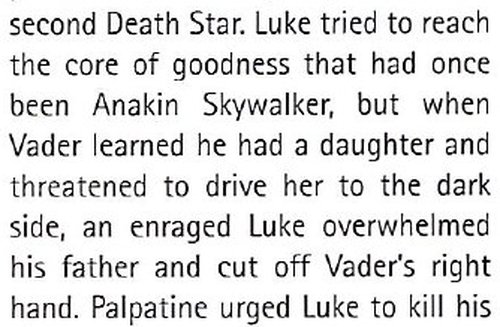 second Death Star. Luke tried to reach
the core of goodness that had once
been Anakin Skywalker, but when
Vader learned he had a daughter and
threatened to drive her to the dark
side, an enraged Luke overwhelmed
his father and cut off Vader's right
hand. Palpatine urged Luke to kill his